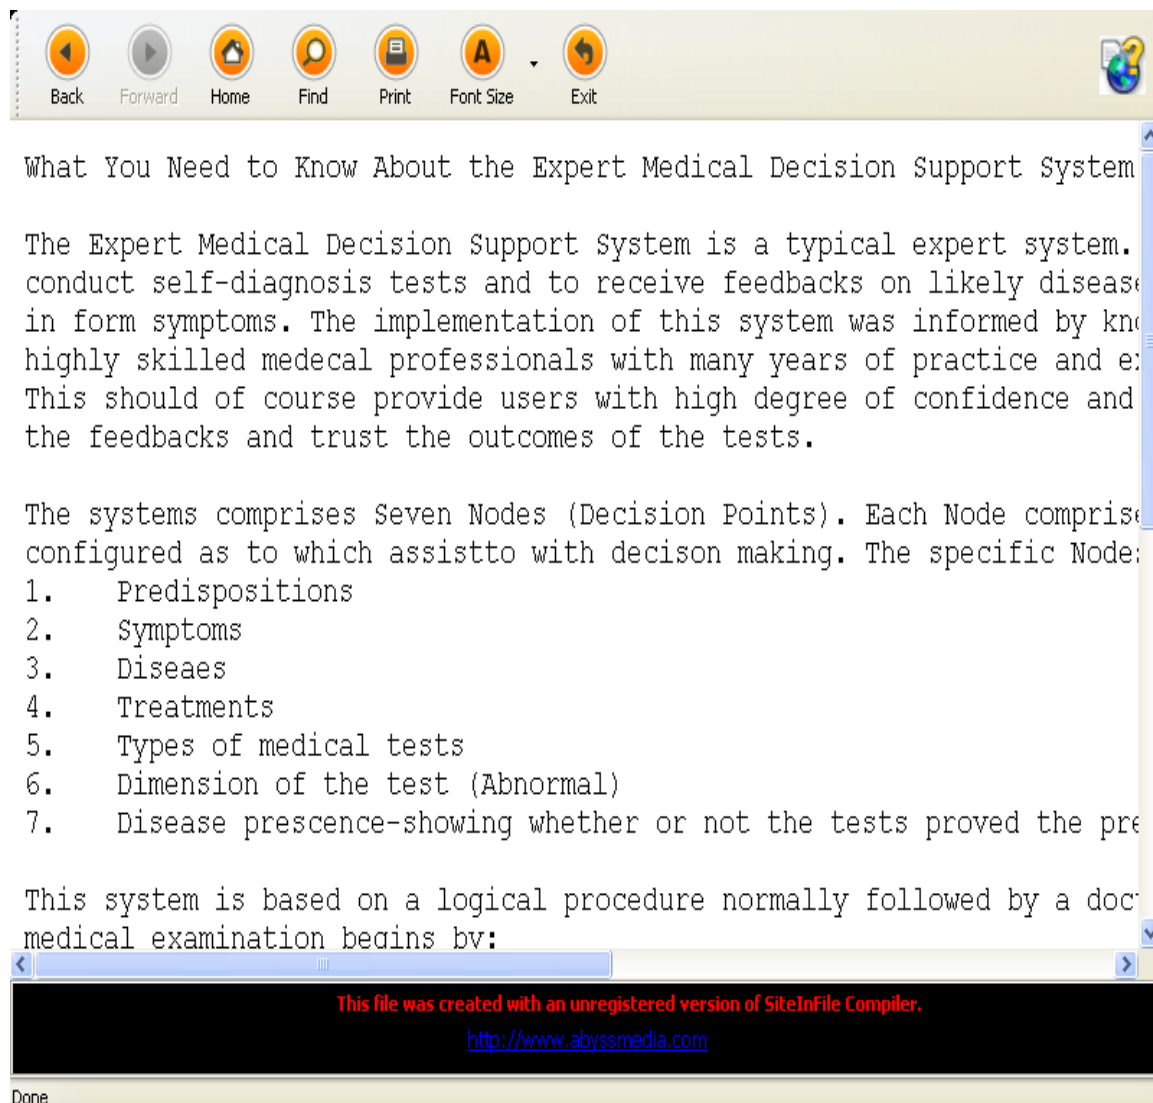 Back Forward Home Find Print Font Size Exit
What You Need to Know About the Expert Medical Decision Support System
The Expert Medical Decision Support System is a typical expert system.
conduct self-diagnosis tests and to receive feedbacks on likely disease
in form symptoms. The implementation of this system was informed by
highly skilled medecal professionals with many years of practice and
This should of course provide users with high degree of confidence and
the feedbacks and trust the outcomes of the tests.
The systems comprises Seven Nodes (Decision Points). Each Node comprise
configured as to which assistto with decison making. The specific Nodes
1. Predispositions
2. Symptoms
3. Diseaes
4. Treatments
5. Types of medical tests
6. Dimension of the test (Abnormal)
7. Disease prescence-showing whether or not the tests proved the
This system is based on a logical procedure normally followed by a
medical examination begins by:
This file was created with an unregistered version of SiteInFile Compiler.
http://www.abyssmedia.com
Done